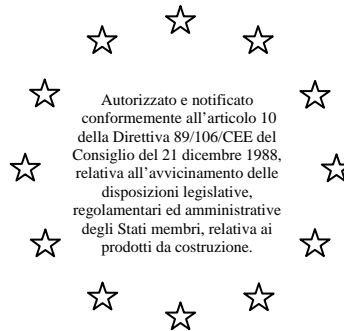 Autorizzato e notificato
conformemente all’articolo 10
della Direttiva 89/106/CEE del
Consiglio del 21 dicembre 1988,
relativa all’avvicinamento delle
disposizioni legislative,
regolamentari ed amministrative
degli Stati membri, relativa ai
prodotti da costruzione.